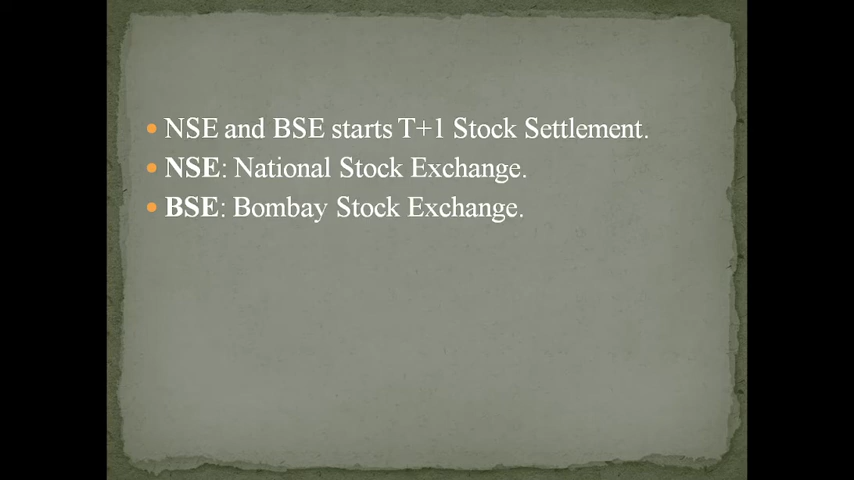 • NSE and BSE starts T+1 Stock Settlement.
• NSE: National Stock Exchange.
• BSE: Bombay Stock Exchange.